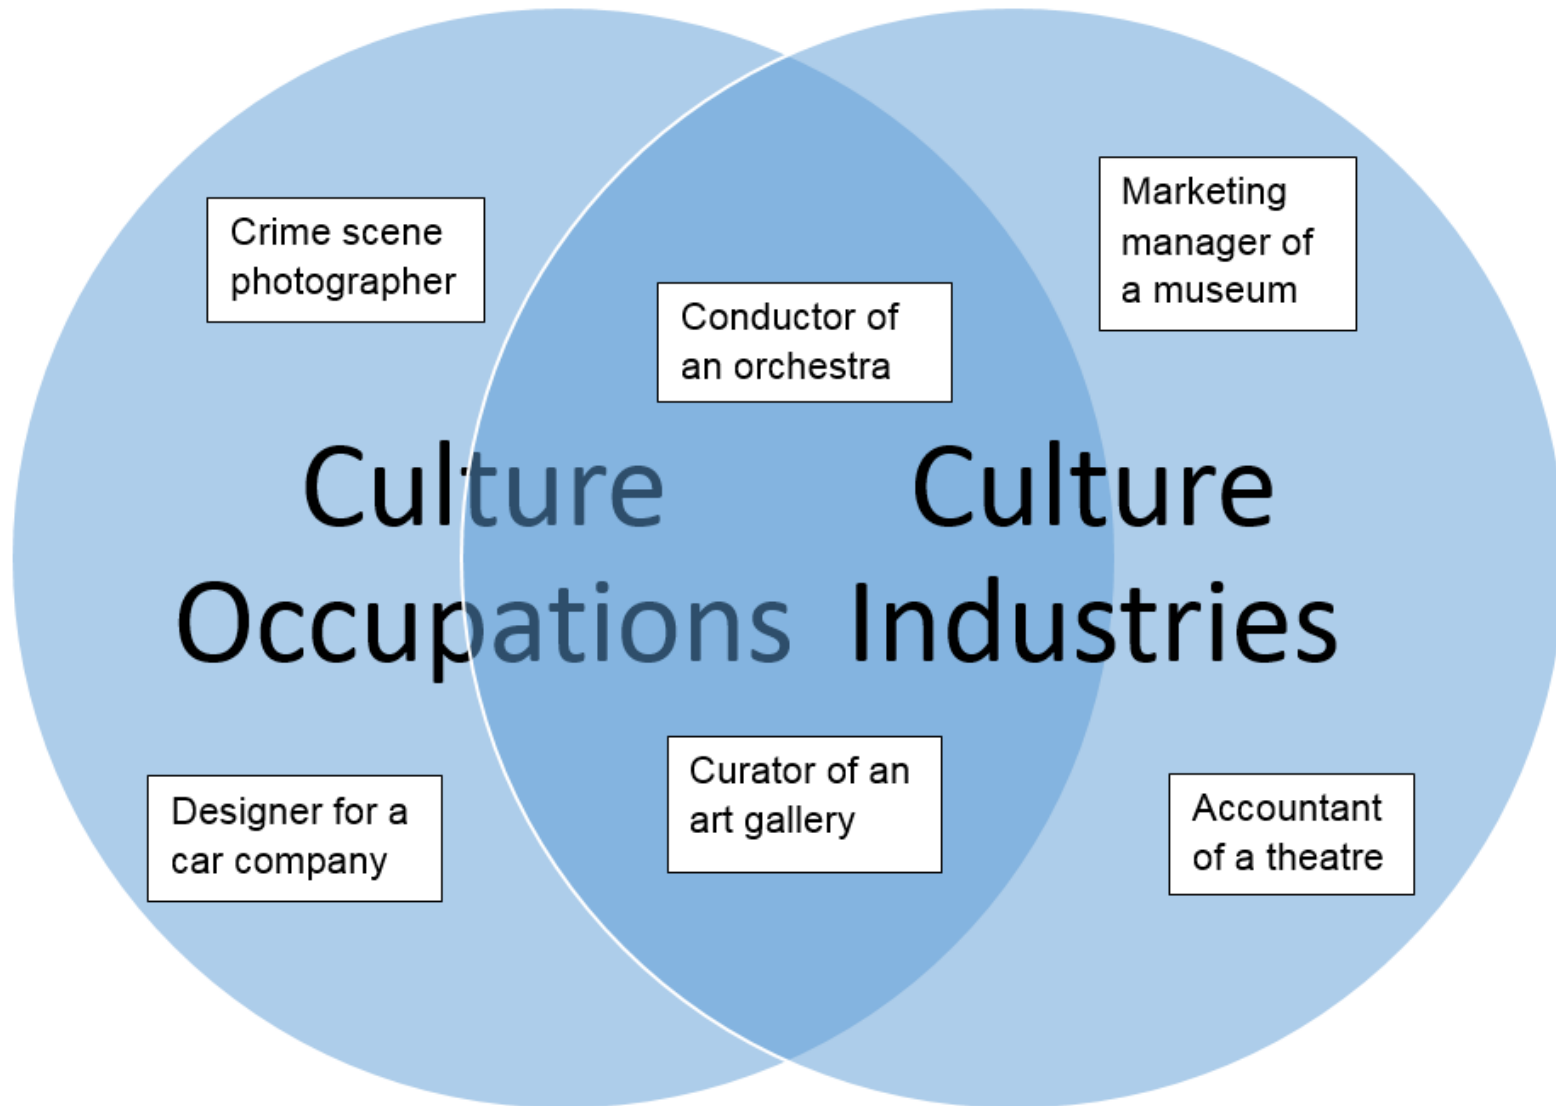 Crime scene
photographer
Marketing
manager of
a museum
Conductor of
an orchestra
Culture
Occupations
Culture
Industries
Designer for a
car company
Curator of an
art gallery
Accountant
of a theatre